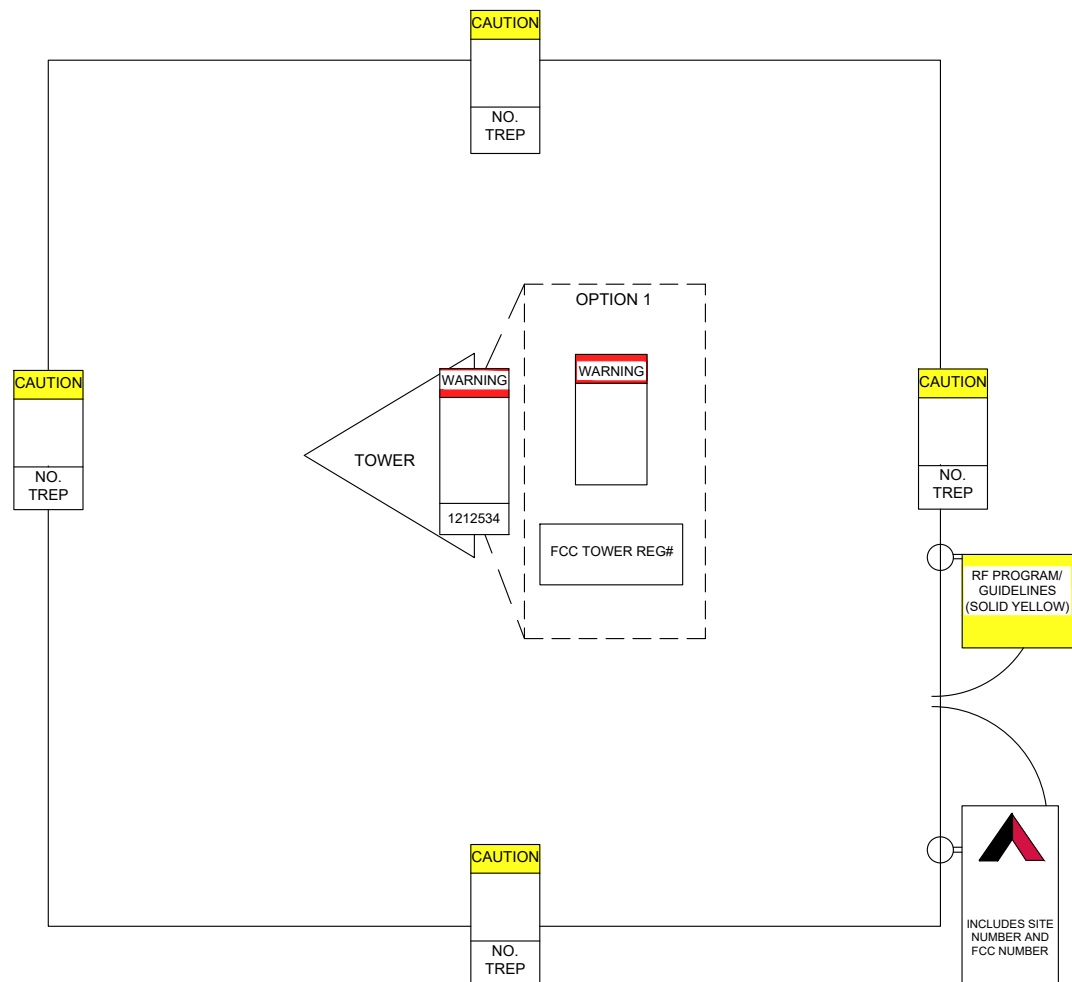 CAUTION
NO.
TREP
OPTION 1
WARNING
WARNING
CAUTION
NO.
TREP
TOWER
1212534
FCC TOWER REG#
CAUTION
NO.
TREP
RF PROGRAM/
GUIDELINES
(SOLID YELLOW)
CAUTION
NO.
TREP
INCLUDES SITE
NUMBER AND
FCC NUMBER